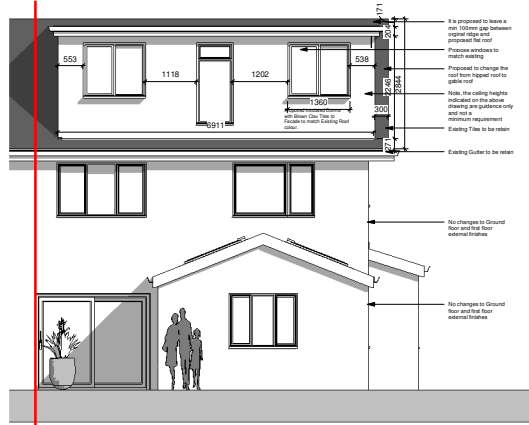 171
204
553
1118
1202
538
1360
6911
300
2246
2844
271
Proposed Insulated Dorma
with Blown Clav Tiles to
Facade to match Existing Roof
colour.
It is proposed to leave a
min 100mm gap between
orginal ridge and
proposed flat roof
Propose windows to
match existing
Proposed to change the
roof from hipped roof to
gable roof
Note, the ceiling heights
indicated on the above
drawing are guidence only
and not a
minimum requirement
Existing Tiles to be retain
Existing Gutter to be retain
No changes to Ground
floor and first floor
external finishes
No changes to Ground
floor and first floor
external finishes